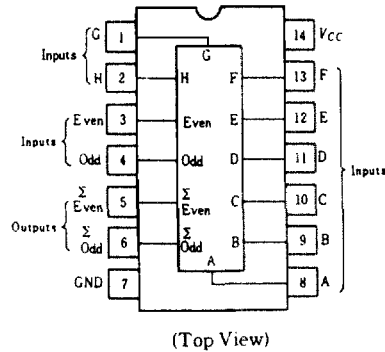 G 1 14 VCC
Inputs
G
H 2 H F 13 F
Even 3 Even E 12 E
Inputs
Odd 4 Odd D 11 D
Inputs
Σ Even 5 Σ Even C 10 C
Outputs
Σ Odd 6 Σ Odd B 9 B
A
GND 7 8 A
(Top View)